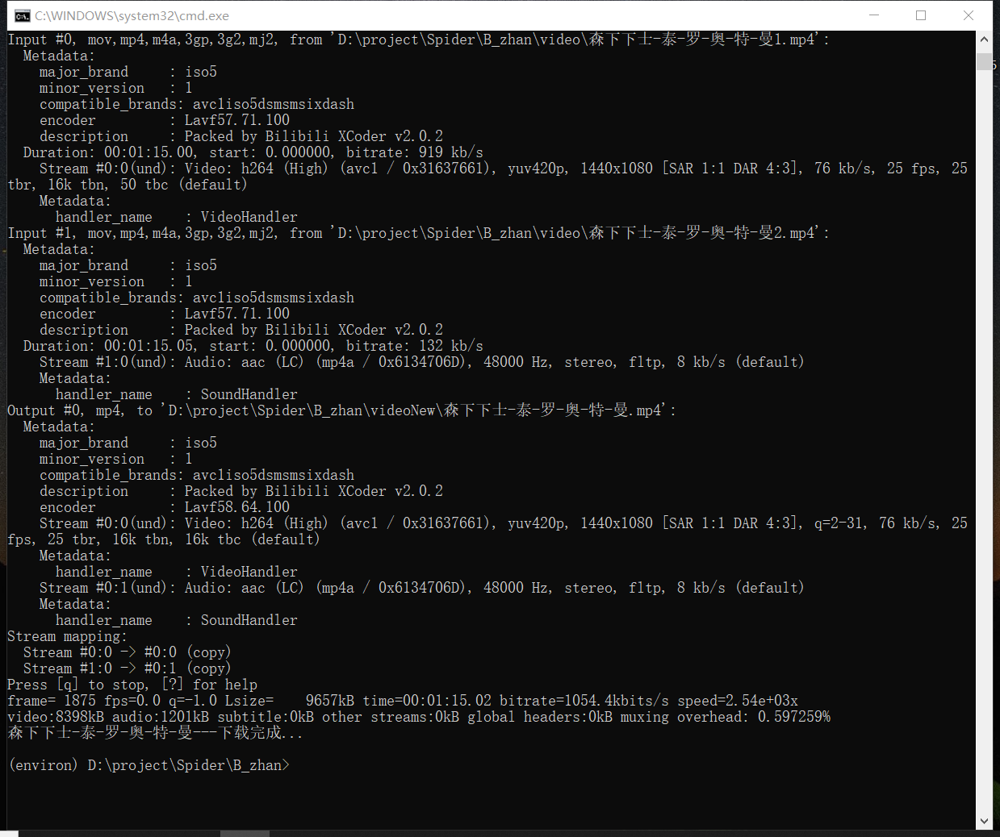 C:\WINDOWS\system32\cmd.exe
Input #0, mov,mp4,m4a,3gp,3g2,mj2, from 'D:\project\Spider\B_zhan\video\森下下士-泰-罗-奥-特-曼1.mp4':
  Metadata:
    major_brand     : iso5
    minor_version   : 1
    compatible_brands: avc1iso5dsmsmsixdash
    encoder         : Lavf57.71.100
    description     : Packed by Bilibili XCoder v2.0.2
  Duration: 00:01:15.00, start: 0.000000, bitrate: 919 kb/s
    Stream #0:0(und): Video: h264 (High) (avc1 / 0x31637661), yuv420p, 1440x1080 [SAR 1:1 DAR 4:3], 76 kb/s, 25 fps, 25
tbr, 16k tbn, 50 tbc (default)
    Metadata:
      handler_name    : VideoHandler
Input #1, mov,mp4,m4a,3gp,3g2,mj2, from 'D:\project\Spider\B_zhan\video\森下下士-泰-罗-奥-特-曼2.mp4':
  Metadata:
    major_brand     : iso5
    minor_version   : 1
    compatible_brands: avc1iso5dsmsmsixdash
    encoder         : Lavf57.71.100
    description     : Packed by Bilibili XCoder v2.0.2
  Duration: 00:01:15.05, start: 0.000000, bitrate: 132 kb/s
    Stream #1:0(und): Audio: aac (LC) (mp4a / 0x6134706D), 48000 Hz, stereo, fltp, 8 kb/s (default)
    Metadata:
      handler_name    : SoundHandler
Output #0, mp4, to 'D:\project\Spider\B_zhan\videoNew\森下下士-泰-罗-奥-特-曼.mp4':
  Metadata:
    major_brand     : iso5
    minor_version   : 1
    compatible_brands: avc1iso5dsmsmsixdash
    description     : Packed by Bilibili XCoder v2.0.2
    encoder         : Lavf58.64.100
    Stream #0:0(und): Video: h264 (High) (avc1 / 0x31637661), yuv420p, 1440x1080 [SAR 1:1 DAR 4:3], q=2-31, 76 kb/s, 25
fps, 25 tbr, 16k tbn, 16k tbc (default)
    Metadata:
      handler_name    : VideoHandler
    Stream #0:1(und): Audio: aac (LC) (mp4a / 0x6134706D), 48000 Hz, stereo, fltp, 8 kb/s (default)
    Metadata:
      handler_name    : SoundHandler
Stream mapping:
  Stream #0:0 -> #0:0 (copy)
  Stream #1:0 -> #0:1 (copy)
Press [q] to stop, [?] for help
frame= 1875 fps=0.0 q=-1.0 Lsize=    9657kB time=00:01:15.02 bitrate=1054.4kbits/s speed=2.54e+03x
video:8398kB audio:1201kB subtitle:0kB other streams:0kB global headers:0kB muxing overhead: 0.597259%
森下下士-泰-罗-奥-特-曼---下载完成...
(environ) D:\project\Spider\B_zhan>